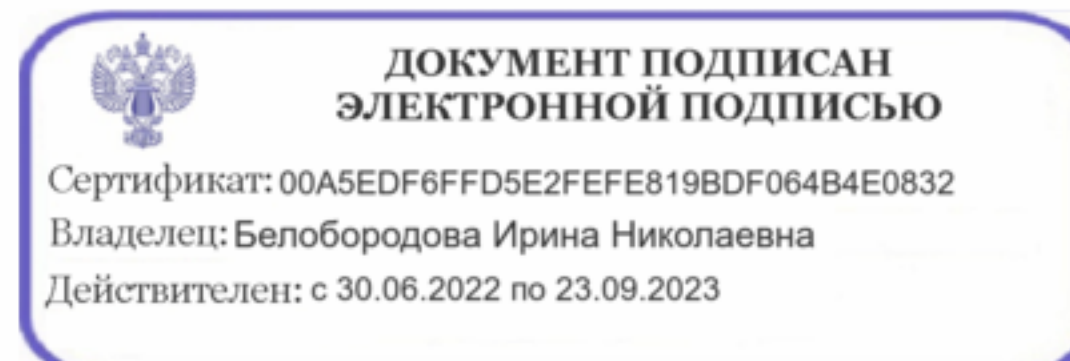 ДОКУМЕНТ ПОДПИСАН
ЭЛЕКТРОННОЙ ПОДПИСЬЮ
Сертификат: 00A5EDF6FFD5E2FEFE819BDF064B4E0832
Владелец: Белобородова Ирина Николаевна
Действителен: с 30.06.2022 по 23.09.2023